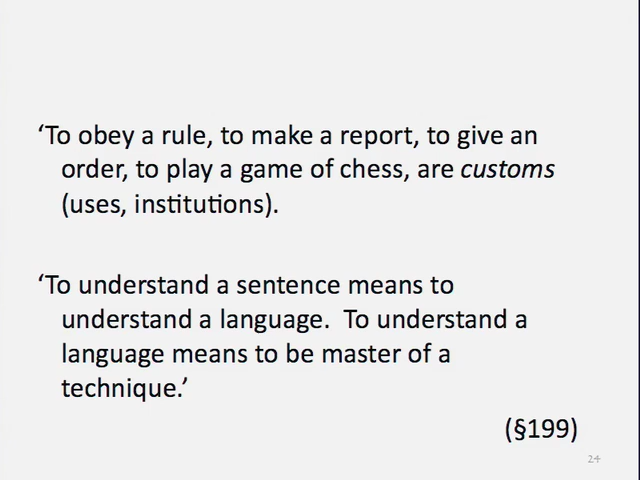 ‘To obey a rule, to make a report, to give an
order, to play a game of chess, are customs
(uses, institutions).
‘To understand a sentence means to
understand a language.  To understand a
language means to be master of a
technique.’
(§199)
24